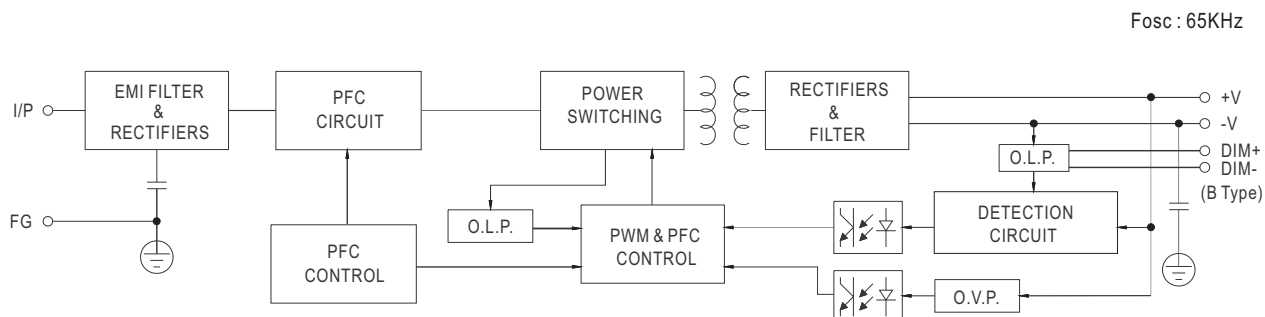 Fosc : 65KHz
I/P
EMI FILTER
&
RECTIFIERS
PFC
CIRCUIT
POWER
SWITCHING
RECTIFIERS
&
FILTER
+V
-V
DIM+
DIM-
(B Type)
O.L.P.
FG
O.L.P.
PFC
CONTROL
PWM & PFC
CONTROL
DETECTION
CIRCUIT
O.V.P.